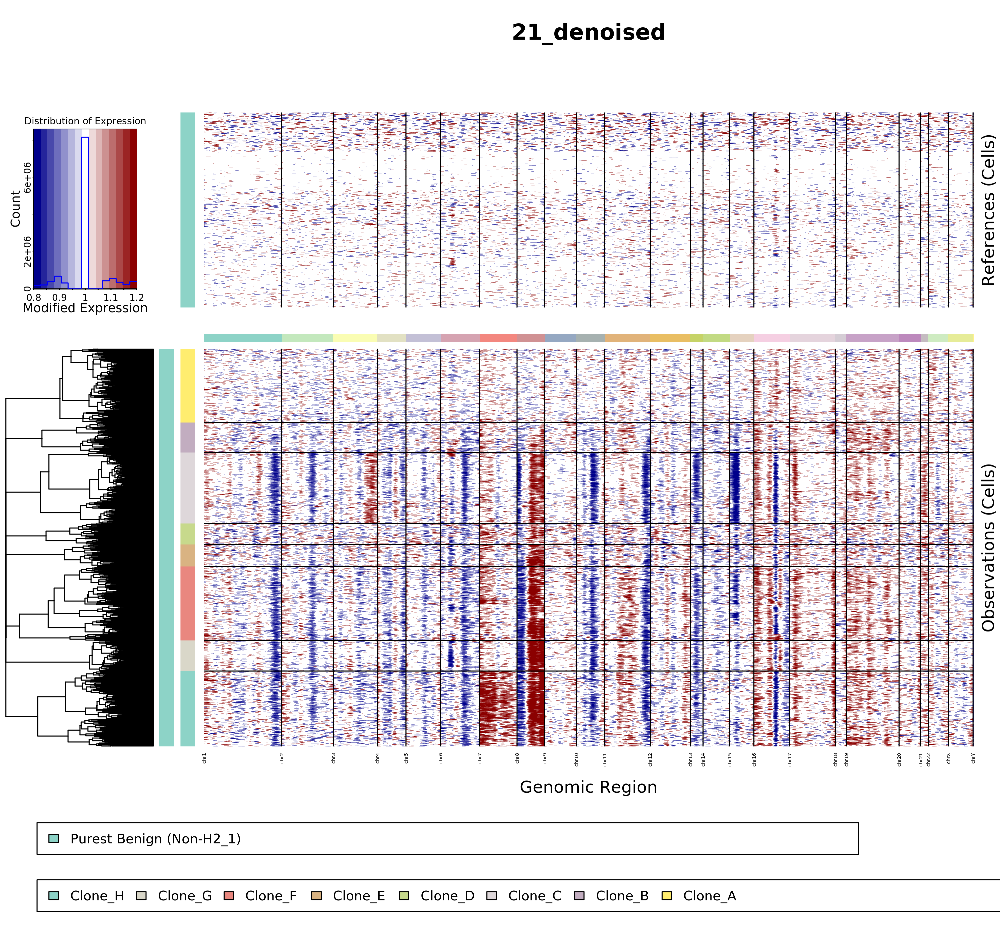 21_denoised
Distribution of Expression
Count
0 2e+06 6e+06
0.8 0.9 1 1.1 1.2
Modified Expression
References (Cells)
Observations (Cells)
chr1 chr2 chr3 chr4 chr5 chr6 chr7 chr8 chr9 chr10 chr11 chr12 chr13 chr14 chr15 chr16 chr17 chr18 chr19 chr20 chr21 chr22 chrX chrY
Genomic Region
Purest Benign (Non-H2_1)
Clone_H Clone_G Clone_F Clone_E Clone_D Clone_C Clone_B Clone_A